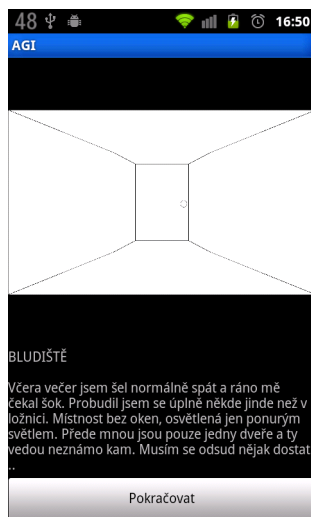 48 16:50
AGI
BLUDIŠTĚ
Včera večer jsem šel normálně spát a ráno mě
čekal šok. Probudil jsem se úplně někde jinde než v
ložnici. Místnost bez oken, osvětlená jen ponurým
světlem. Přede mnou jsou pouze jedny dveře a ty
vedou neznámo kam. Musím se odsud nějak dostat
..
Pokračovat